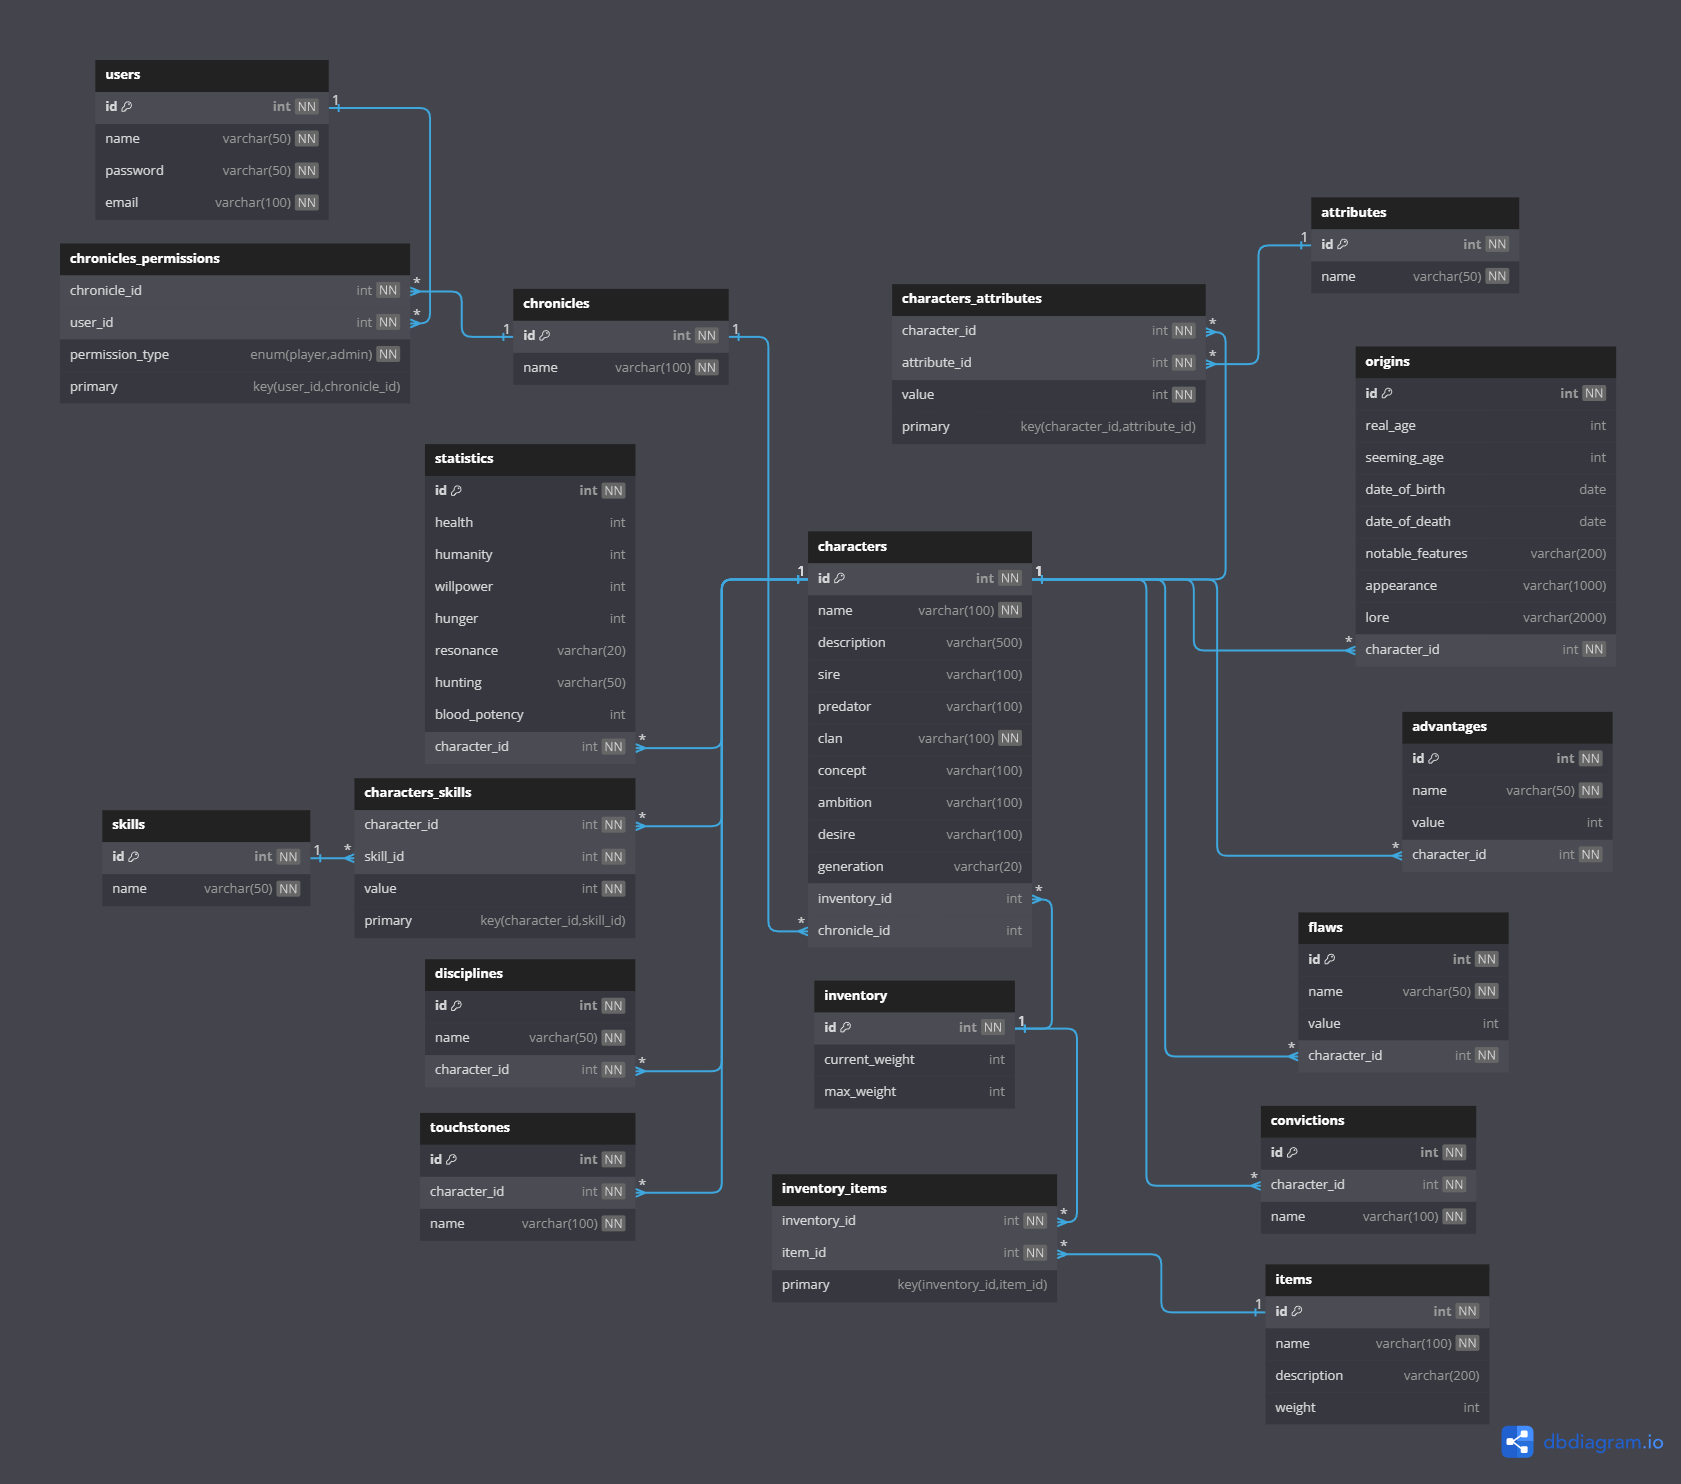 users
id int NN
name varchar(50) NN
password varchar(50) NN
email varchar(100) NN
1
chronicles_permissions
chronicle_id int NN
user_id int NN
permission_type enum(player,admin) NN
primary key(user_id,chronicle_id)
*
*
1
chronicles
id int NN
name varchar(100) NN
1
statistics
id int NN
health int
humanity int
willpower int
hunger int
resonance varchar(20)
hunting varchar(50)
blood_potency int
character_id int NN
*
characters_skills
character_id int NN
skill_id int NN
value int NN
primary key(character_id,skill_id)
*
skills
id int NN
name varchar(50) NN
1
*
disciplines
id int NN
name varchar(50) NN
character_id int NN
*
touchstones
id int NN
character_id int NN
name varchar(100) NN
*
characters_attributes
character_id int NN
attribute_id int NN
value int NN
primary key(character_id,attribute_id)
*
*
1
characters
id int NN
name varchar(100) NN
description varchar(500)
sire varchar(100)
predator varchar(100)
clan varchar(100) NN
concept varchar(100)
ambition varchar(100)
desire varchar(100)
generation varchar(20)
inventory_id int
chronicle_id int
1
*
*
inventory
id int NN
current_weight int
max_weight int
1
inventory_items
inventory_id int NN
item_id int NN
primary key(inventory_id,item_id)
*
*
1
attributes
id int NN
name varchar(50) NN
origins
id int NN
real_age int
seeming_age int
date_of_birth date
date_of_death date
notable_features varchar(200)
appearance varchar(1000)
lore varchar(2000)
character_id int NN
*
advantages
id int NN
name varchar(50) NN
value int
character_id int NN
*
flaws
id int NN
name varchar(50) NN
value int
character_id int NN
*
convictions
id int NN
character_id int NN
name varchar(100) NN
*
items
id int NN
name varchar(100) NN
description varchar(200)
weight int
1
dbdiagram.io